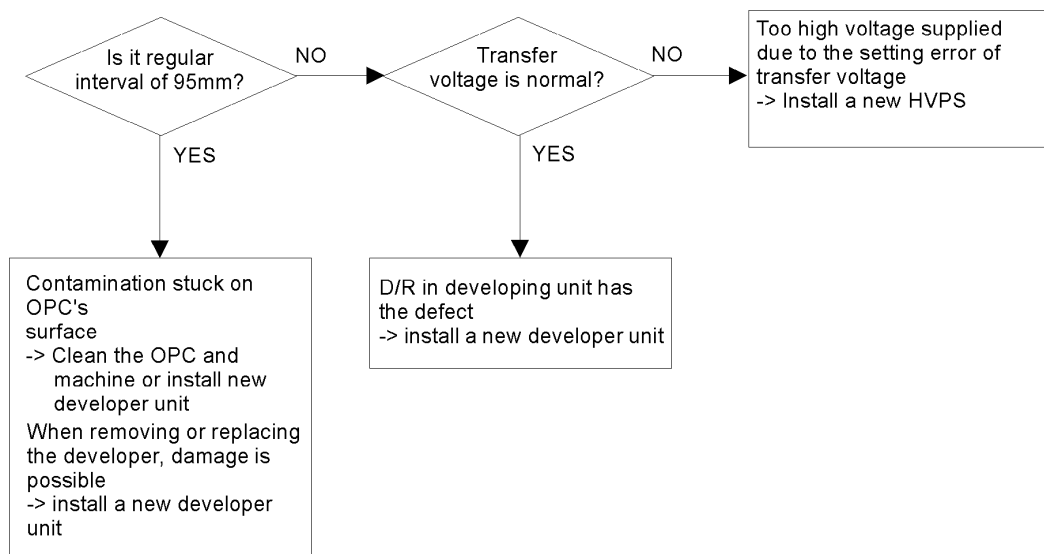 Is it regular
interval of 95mm?
NO
Transfer
voltage is normal?
NO
Too high voltage supplied
due to the setting error of
transfer voltage
-> Install a new HVPS
YES
YES
Contamination stuck on
OPC's
surface
-> Clean the OPC and
machine or install new
developer unit
When removing or replacing
the developer, damage is
possible
-> install a new developer
unit
D/R in developing unit has
the defect
-> install a new developer unit